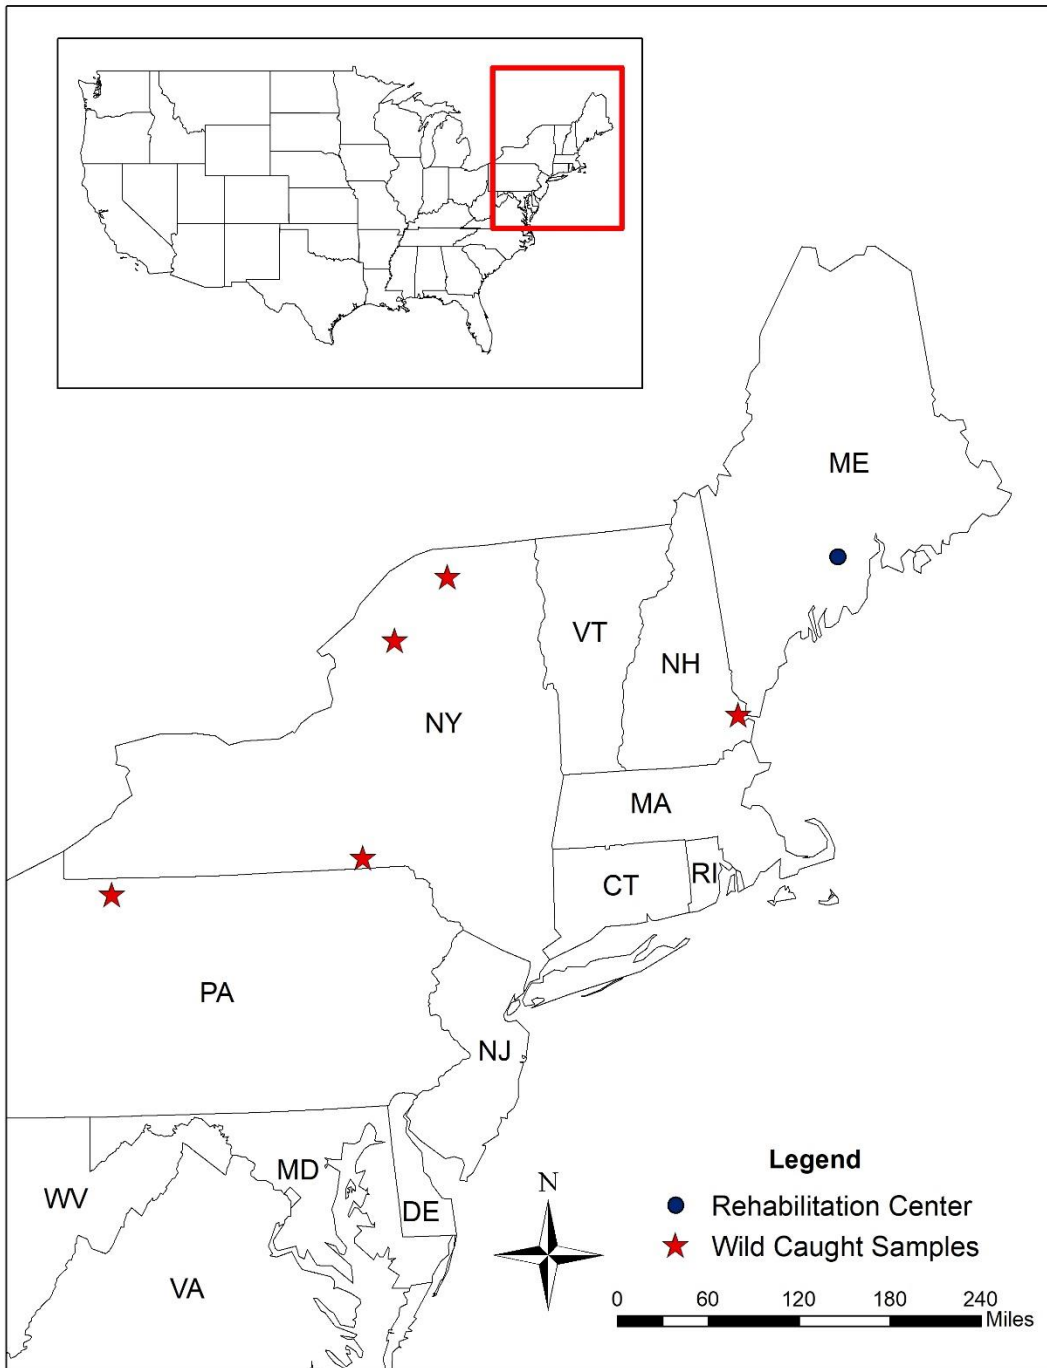 ME
VT
NH
NY
MA
CT
RI
PA
NJ
MD
WV
DE
VA
N
Legend
Rehabilitation Center
Wild Caught Samples
0 60 120 180 240
Miles